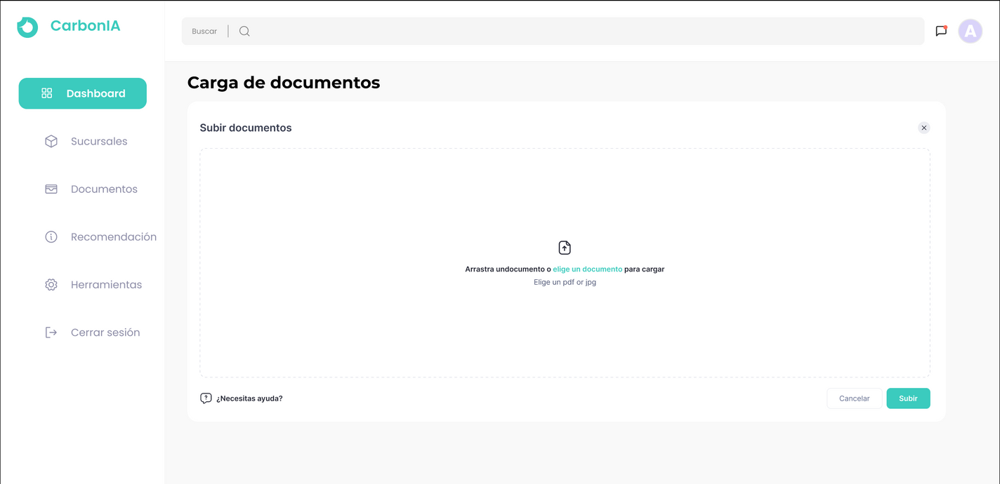 CarbonIA
Buscar
A
Dashboard
Sucursales
Documentos
Recomendación
Herramientas
Cerrar sesión
Carga de documentos
Subir documentos
Arrastra undocumento o elige un documento para cargar
Elige un pdf or jpg
¿Necesitas ayuda?
Cancelar
Subir